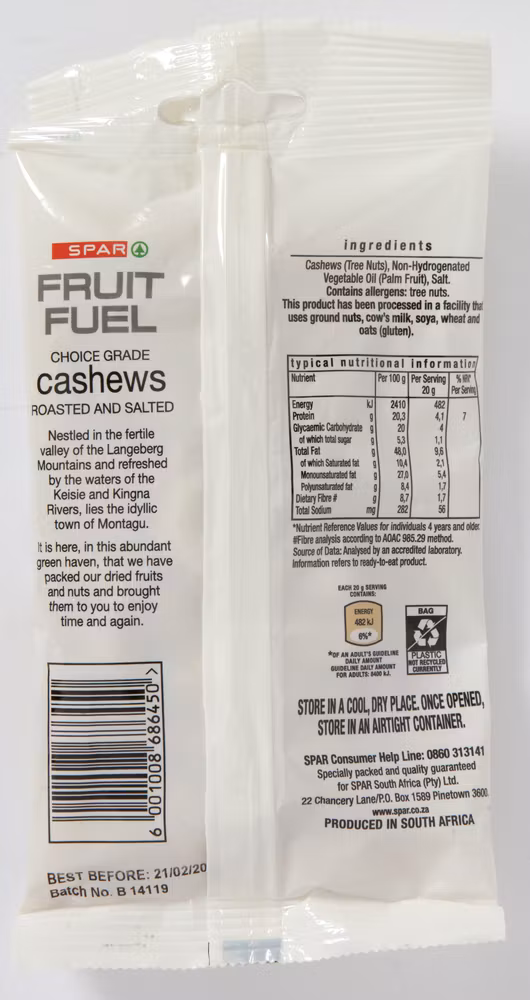 SPAR
FRUIT
FUEL
CHOICE GRADE
cashews
ROASTED AND SALTED
Nestled in the fertile
valley of the Langeberg
Mountains and refreshed
by the waters of the
Keisie and Kingna
Rivers, lies the idyllic
town of Montagu.
It is here, in this abundant
green haven, that we have
packed our dried fruits
and nuts and brought
them to you to enjoy
time and again.
6 001008 686450 >
BEST BEFORE: 21/02/20
Batch No. B 14119
ingredients
Cashews (Tree Nuts), Non-Hydrogenated
Vegetable Oil (Palm Fruit), Salt.
Contains allergens: tree nuts.
This product has been processed in a facility that
uses ground nuts, cow's milk, soya, wheat and
oats (gluten).
typical nutritional information
Nutrient Per 100 g Per Serving 20 g % NRV* Per Serving
Energy kJ 2410 482
Protein g 20,3 4,1 7
Glycaemic Carbohydrate g 20 4
of which total sugar g 5,3 1,1
Total Fat g 48,0 9,6
of which Saturated fat g 10,4 2,1
Monounsaturated fat g 27,0 5,4
Polyunsaturated fat g 8,4 1,7
Dietary Fibre # g 8,7 1,7
Total Sodium mg 282 56
*Nutrient Reference Values for individuals 4 years and older.
#Fibre analysis according to AOAC 985.29 method.
Source of Data: Analysed by an accredited laboratory.
Information refers to ready-to-eat product.
EACH 20 g SERVING
CONTAINS:
ENERGY
482 kJ
6%*
*OF AN ADULT'S GUIDELINE
DAILY AMOUNT
GUIDELINE DAILY AMOUNT
FOR ADULTS: 8400 kJ.
BAG
PLASTIC
NOT RECYCLED
CURRENTLY
STORE IN A COOL, DRY PLACE. ONCE OPENED,
STORE IN AN AIRTIGHT CONTAINER.
SPAR Consumer Help Line: 0860 313141
Specially packed and quality guaranteed
for SPAR South Africa (Pty) Ltd.
22 Chancery Lane/P.O. Box 1589 Pinetown 3600
www.spar.co.za
PRODUCED IN SOUTH AFRICA